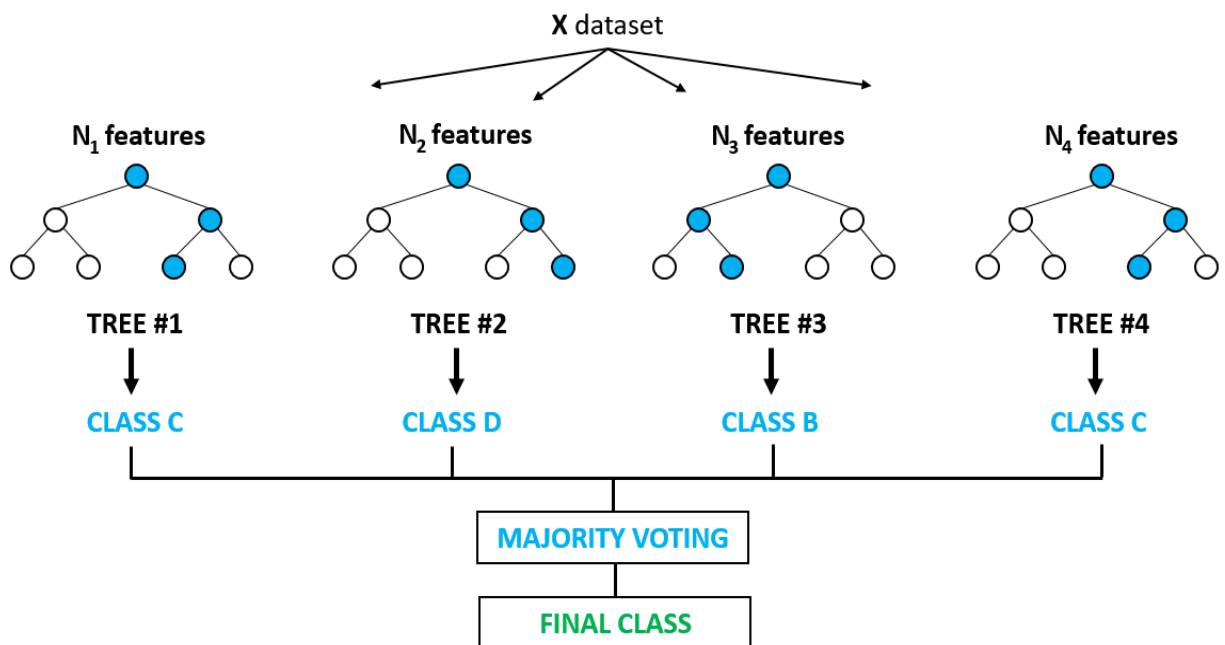 X dataset
N₁ features
N₂ features
N₃ features
N₄ features
TREE #1
TREE #2
TREE #3
TREE #4
CLASS C
CLASS D
CLASS B
CLASS C
MAJORITY VOTING
FINAL CLASS